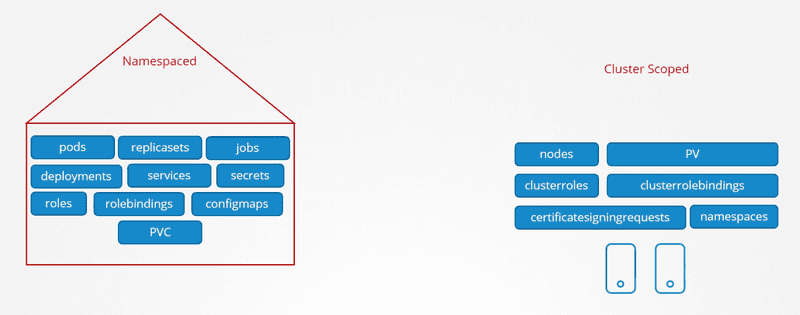 Namespaced
pods replicasets jobs
deployments services secrets
roles rolebindings configmaps
PVC
Cluster Scoped
nodes PV
clusterroles clusterrolebindings
certificatesigningrequests namespaces